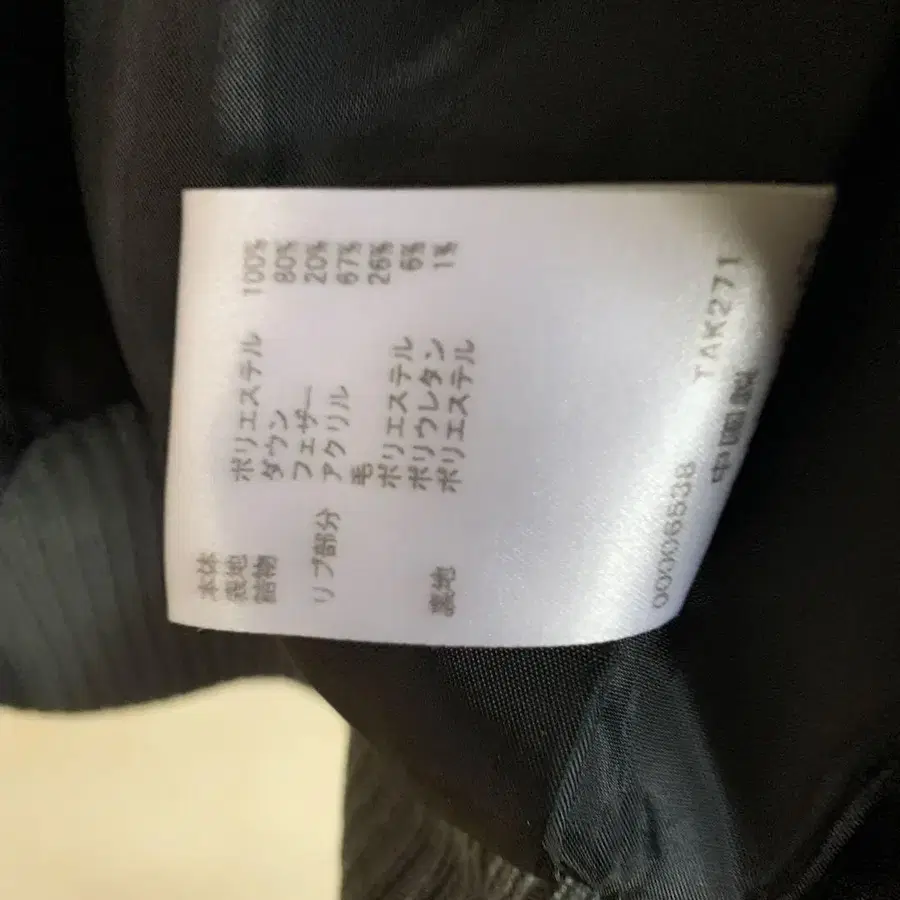 本体
表地 ポリエステル 100%
詰物 ダウン 80%
フェザー 20%
リブ部分 アクリル 67%
毛 26%
ポリエステル 6%
ポリウレタン 1%
裏地 ポリエステル
00006538 TAK271
中国製